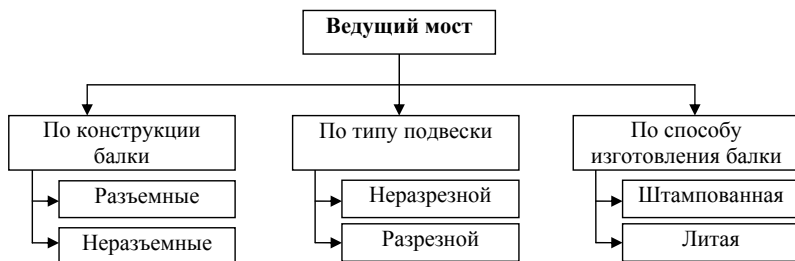 Ведущий мост
По конструкции
балки
По типу подвески
По способу
изготовления балки
Разъемные
Неразрезной
Штампованная
Неразъемные
Разрезной
Литая